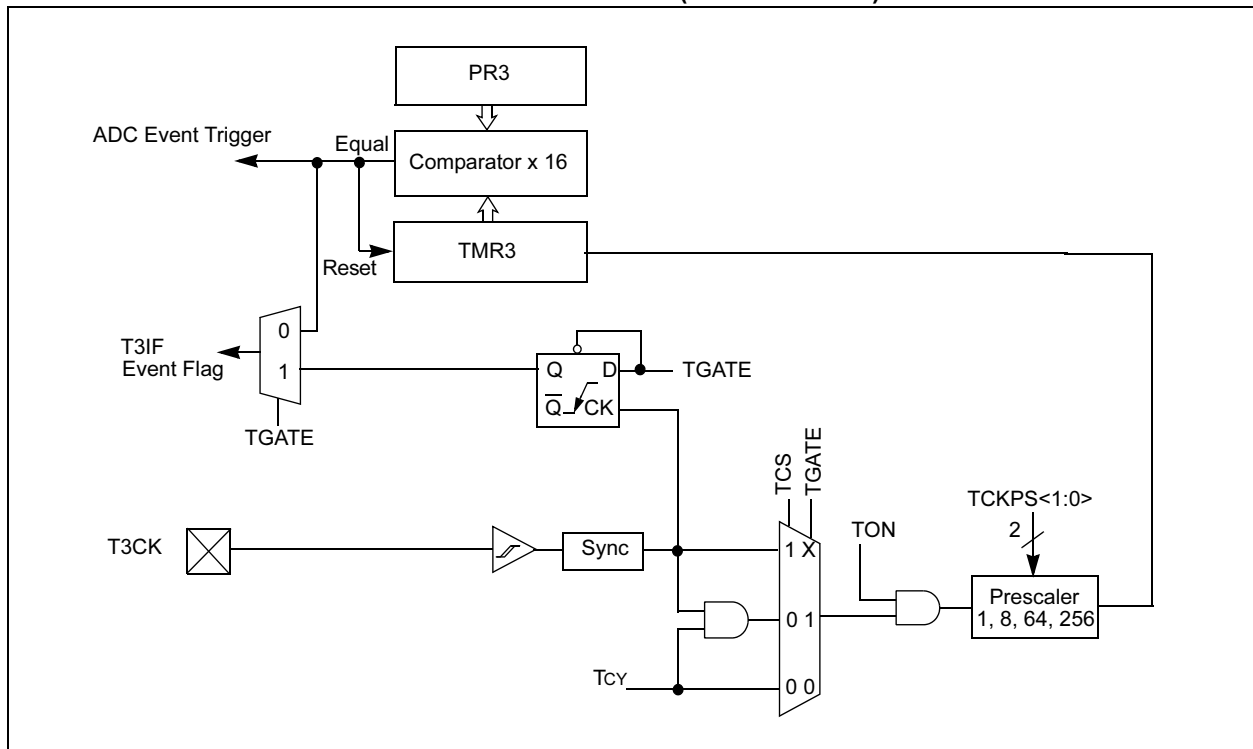 PR3
ADC Event Trigger
Equal
Comparator x 16
TMR3
Reset
0
T3IF
Event Flag
1
TGATE
Q
D
Q
CK
TGATE
TCS
TGATE
TCKPS<1:0>
2
T3CK
Sync
1 X
TON
Prescaler
1, 8, 64, 256
0 1
TCY
0 0